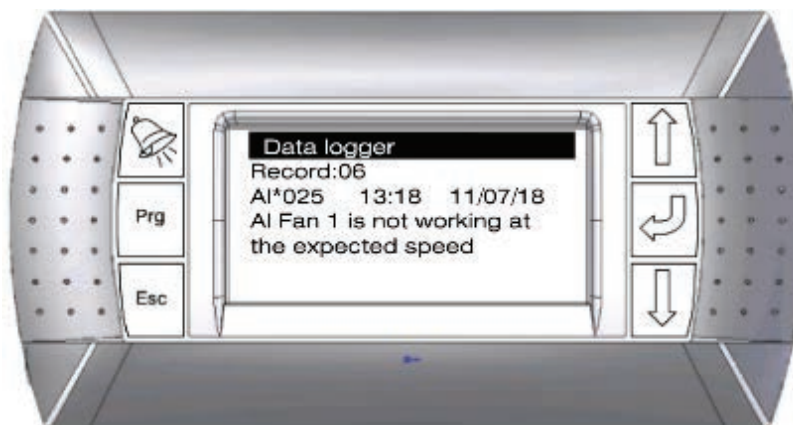 Data logger
Record:06
Al*025 13:18 11/07/18
Al Fan 1 is not working at
the expected speed
Prg
Esc